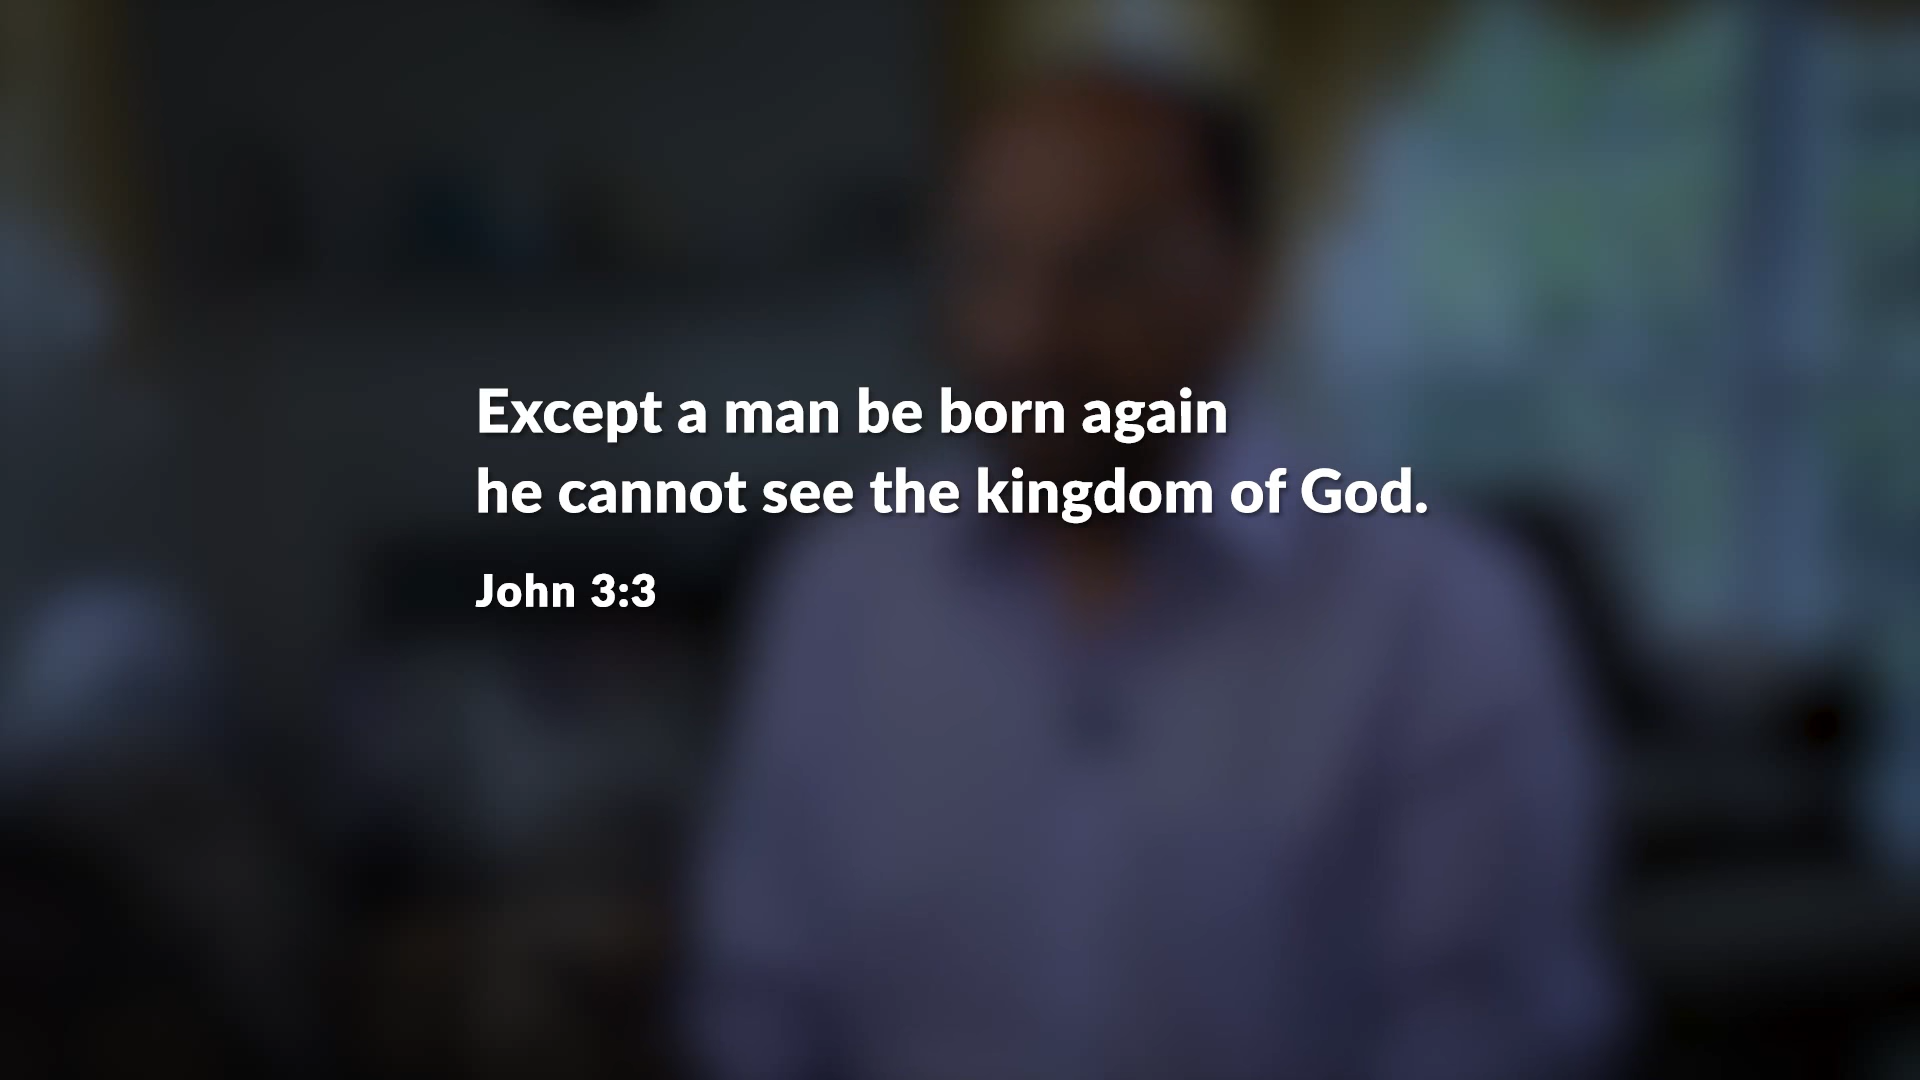 Except a man be born again
he cannot see the kingdom of God.
John 3:3